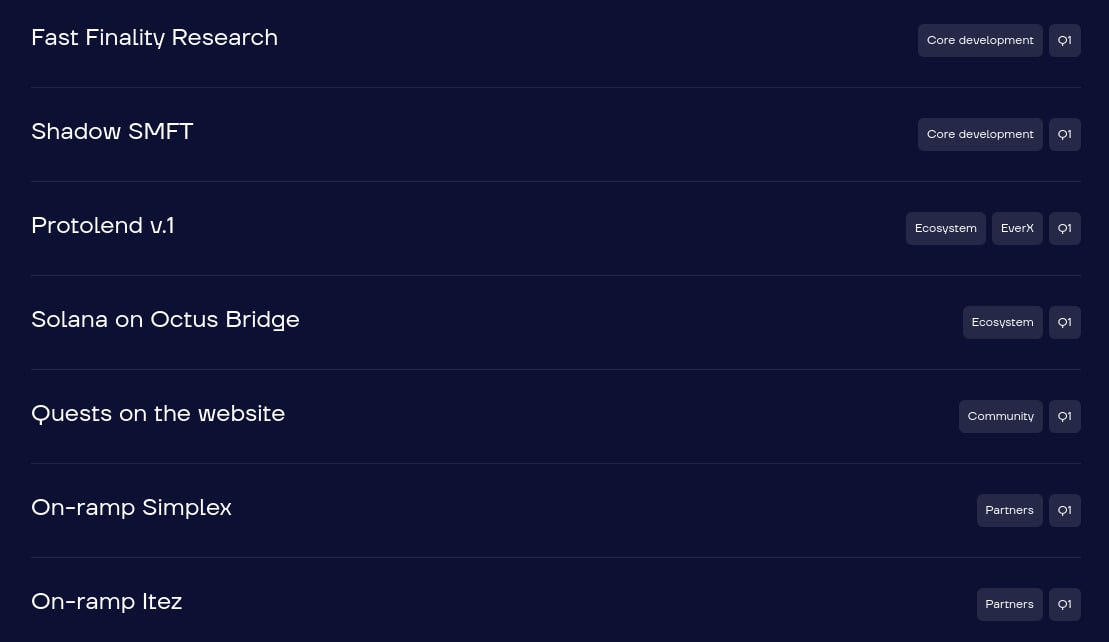 Fast Finality Research Core development Q1
Shadow SMFT Core development Q1
Protolend v.1 Ecosystem EverX Q1
Solana on Octus Bridge Ecosystem Q1
Quests on the website Community Q1
On-ramp Simplex Partners Q1
On-ramp Itez Partners Q1